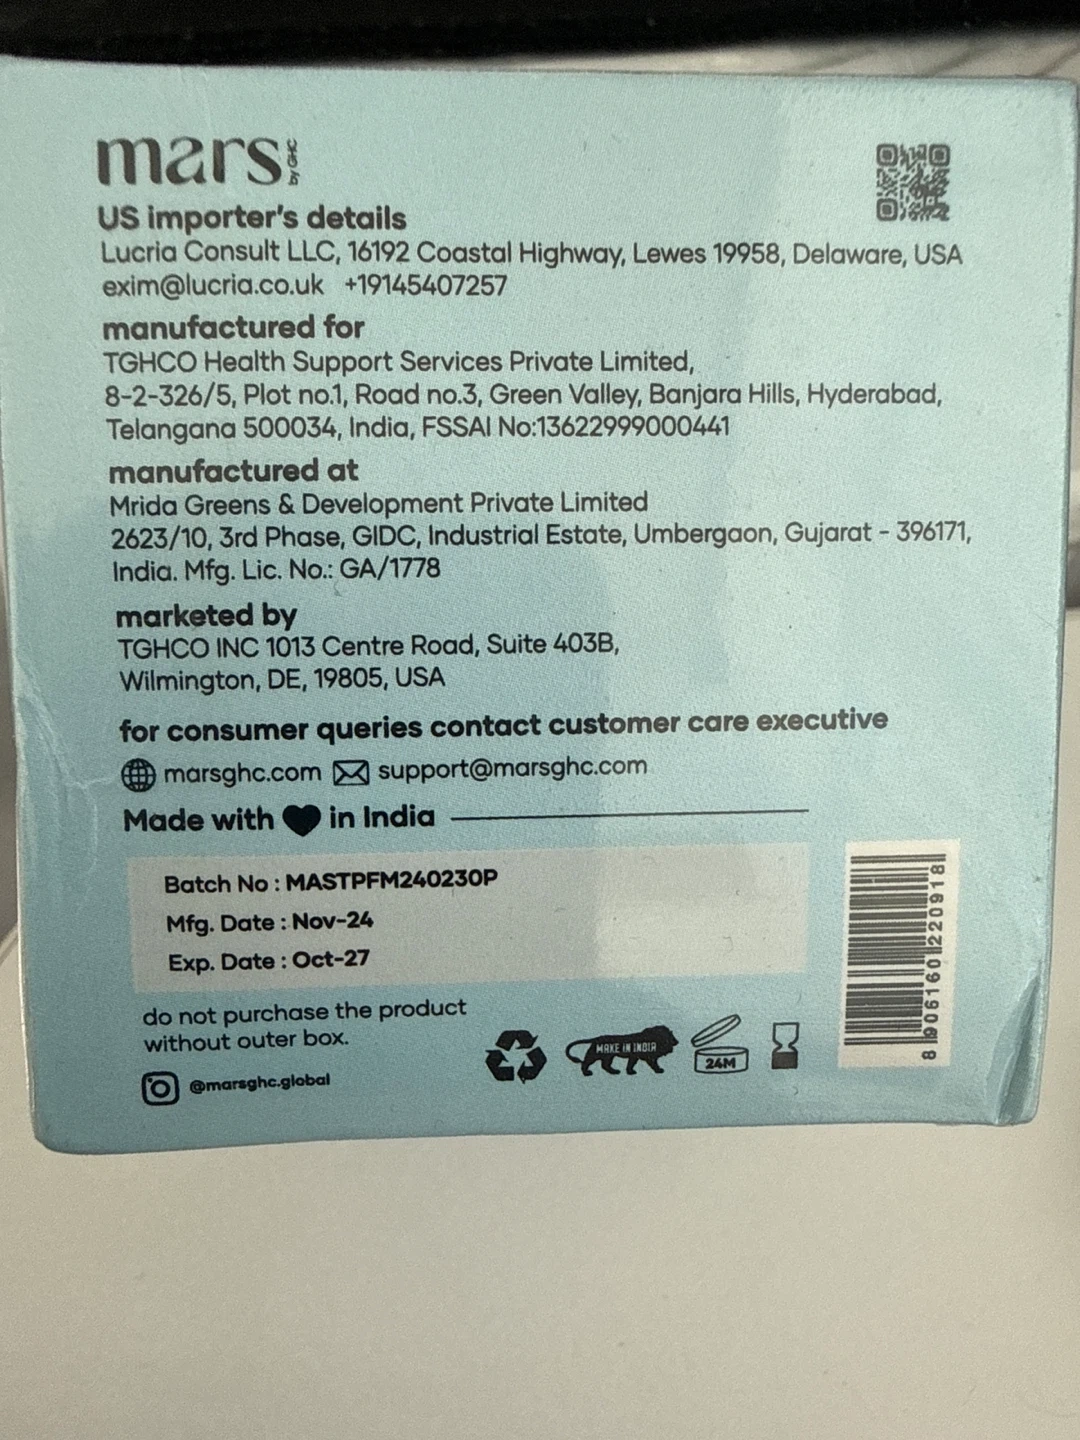 mars by GHC
US importer's details
Lucria Consult LLC, 16192 Coastal Highway, Lewes 19958, Delaware, USA
exim@lucria.co.uk +19145407257
manufactured for
TGHCO Health Support Services Private Limited,
8-2-326/5, Plot no.1, Road no.3, Green Valley, Banjara Hills, Hyderabad,
Telangana 500034, India, FSSAI No:13622999000441
manufactured at
Mrida Greens & Development Private Limited
2623/10, 3rd Phase, GIDC, Industrial Estate, Umbergaon, Gujarat - 396171,
India. Mfg. Lic. No.: GA/1778
marketed by
TGHCO INC 1013 Centre Road, Suite 403B,
Wilmington, DE, 19805, USA
for consumer queries contact customer care executive
marsghc.com support@marsghc.com
Made with in India
Batch No : MASTPFM240230P
Mfg. Date : Nov-24
Exp. Date : Oct-27
do not purchase the product
without outer box.
@marsghc.global
MAKE IN INDIA
24M
8 906160 220918